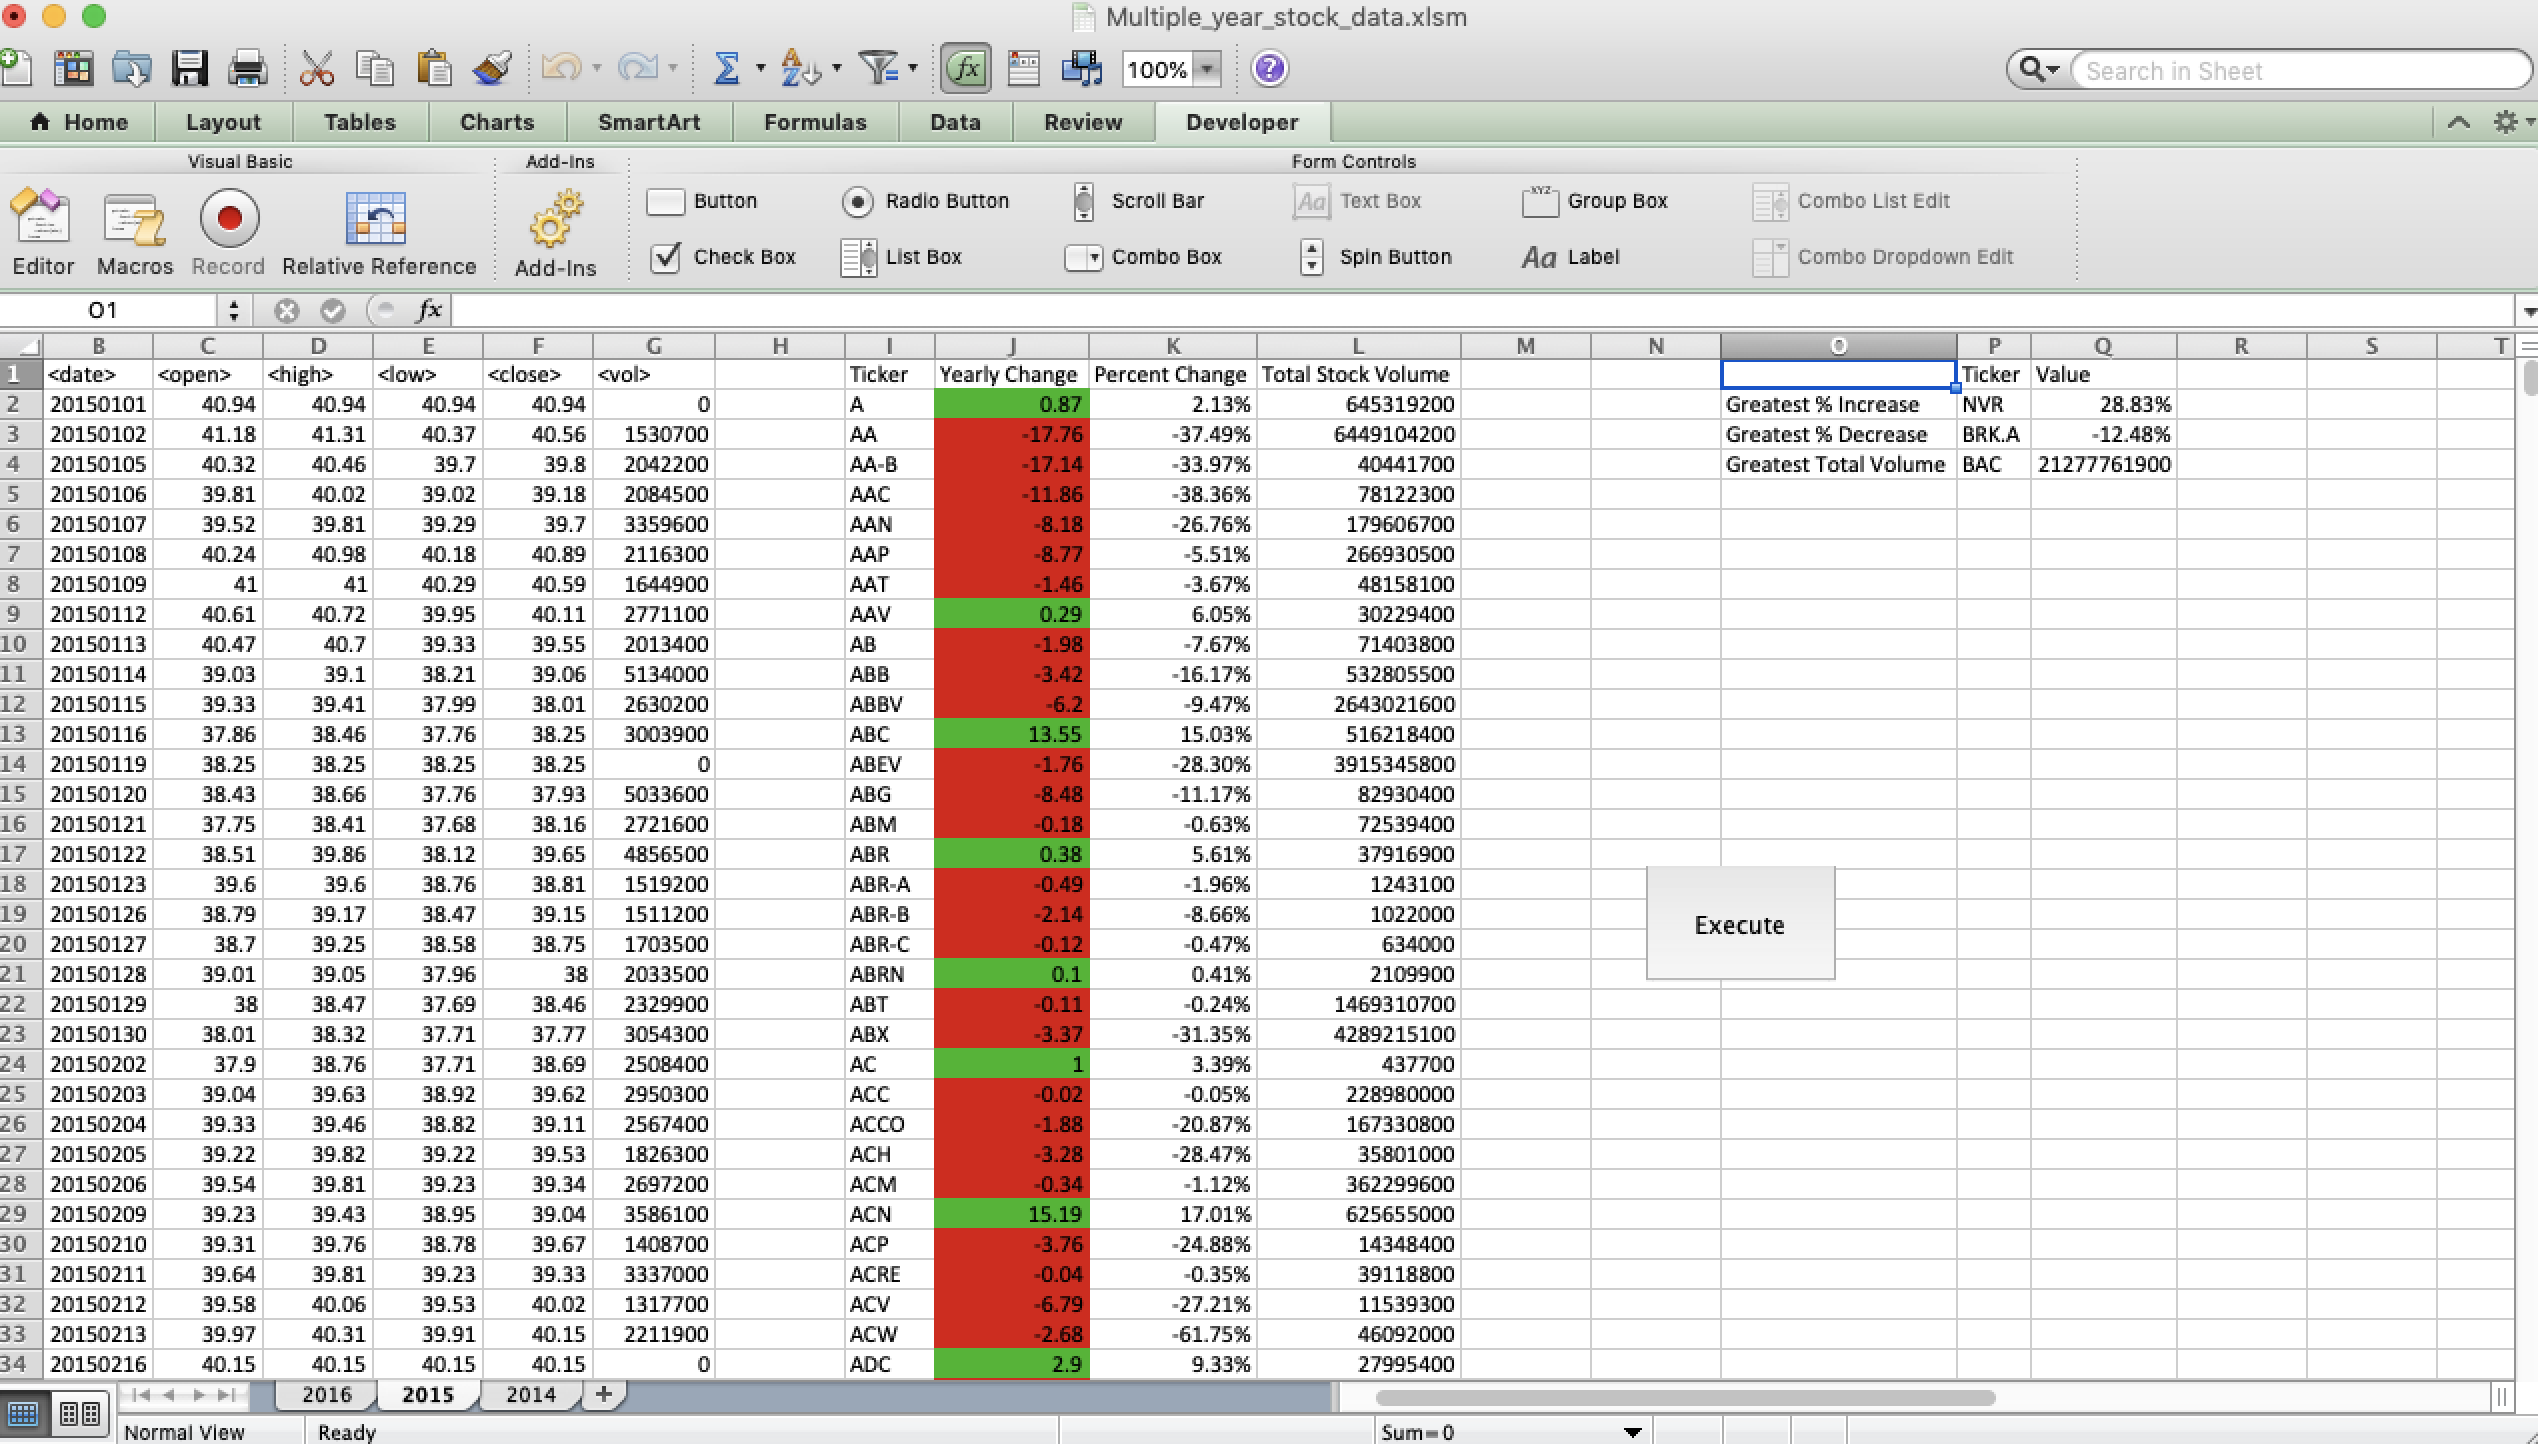 Multiple_year_stock_data.xlsm
100% Search in Sheet
Home Layout Tables Charts SmartArt Formulas Data Review Developer
Visual Basic Add-Ins Form Controls
Button Radio Button Scroll Bar Aa Text Box XYZ Group Box Combo List Edit
Editor Macros Record Relative Reference Add-Ins Check Box List Box Combo Box Spin Button Aa Label Combo Dropdown Edit
O1 fx
B C D E F G H I J K L M N O P Q R S T
1 <date> <open> <high> <low> <close> <vol> Ticker Yearly Change Percent Change Total Stock Volume Ticker Value
2 20150101 40.94 40.94 40.94 40.94 0 A 0.87 2.13% 645319200 Greatest % Increase NVR 28.83%
3 20150102 41.18 41.31 40.37 40.56 1530700 AA -17.76 -37.49% 6449104200 Greatest % Decrease BRK.A -12.48%
4 20150105 40.32 40.46 39.7 39.8 2042200 AA-B -17.14 -33.97% 40441700 Greatest Total Volume BAC 21277761900
5 20150106 39.81 40.02 39.02 39.18 2084500 AAC -11.86 -38.36% 78122300
6 20150107 39.52 39.81 39.29 39.7 3359600 AAN -8.18 -26.76% 179606700
7 20150108 40.24 40.98 40.18 40.89 2116300 AAP -8.77 -5.51% 266930500
8 20150109 41 41 40.29 40.59 1644900 AAT -1.46 -3.67% 48158100
9 20150112 40.61 40.72 39.95 40.11 2771100 AAV 0.29 6.05% 30229400
10 20150113 40.47 40.7 39.33 39.55 2013400 AB -1.98 -7.67% 71403800
11 20150114 39.03 39.1 38.21 39.06 5134000 ABB -3.42 -16.17% 532805500
12 20150115 39.33 39.41 37.99 38.01 2630200 ABBV -6.2 -9.47% 2643021600
13 20150116 37.86 38.46 37.76 38.25 3003900 ABC 13.55 15.03% 516218400
14 20150119 38.25 38.25 38.25 38.25 0 ABEV -1.76 -28.30% 3915345800
15 20150120 38.43 38.66 37.76 37.93 5033600 ABG -8.48 -11.17% 82930400
16 20150121 37.75 38.41 37.68 38.16 2721600 ABM -0.18 -0.63% 72539400
17 20150122 38.51 39.86 38.12 39.65 4856500 ABR 0.38 5.61% 37916900
18 20150123 39.6 39.6 38.76 38.81 1519200 ABR-A -0.49 -1.96% 1243100
19 20150126 38.79 39.17 38.47 39.15 1511200 ABR-B -2.14 -8.66% 1022000 Execute
20 20150127 38.7 39.25 38.58 38.75 1703500 ABR-C -0.12 -0.47% 634000
21 20150128 39.01 39.05 37.96 38 2033500 ABRN 0.1 0.41% 2109900
22 20150129 38 38.47 37.69 38.46 2329900 ABT -0.11 -0.24% 1469310700
23 20150130 38.01 38.32 37.71 37.77 3054300 ABX -3.37 -31.35% 4289215100
24 20150202 37.9 38.76 37.71 38.69 2508400 AC 1 3.39% 437700
25 20150203 39.04 39.63 38.92 39.62 2950300 ACC -0.02 -0.05% 228980000
26 20150204 39.33 39.46 38.82 39.11 2567400 ACCO -1.88 -20.87% 167330800
27 20150205 39.22 39.82 39.22 39.53 1826300 ACH -3.28 -28.47% 35801000
28 20150206 39.54 39.81 39.23 39.34 2697200 ACM -0.34 -1.12% 362299600
29 20150209 39.23 39.43 38.95 39.04 3586100 ACN 15.19 17.01% 625655000
30 20150210 39.31 39.76 38.78 39.67 1408700 ACP -3.76 -24.88% 14348400
31 20150211 39.64 39.81 39.23 39.33 3337000 ACRE -0.04 -0.35% 39118800
32 20150212 39.58 40.06 39.53 40.02 1317700 ACV -6.79 -27.21% 11539300
33 20150213 39.97 40.31 39.91 40.15 2211900 ACW -2.68 -61.75% 46092000
34 20150216 40.15 40.15 40.15 40.15 0 ADC 2.9 9.33% 27995400
2016 2015 2014 +
Normal View Ready Sum=0